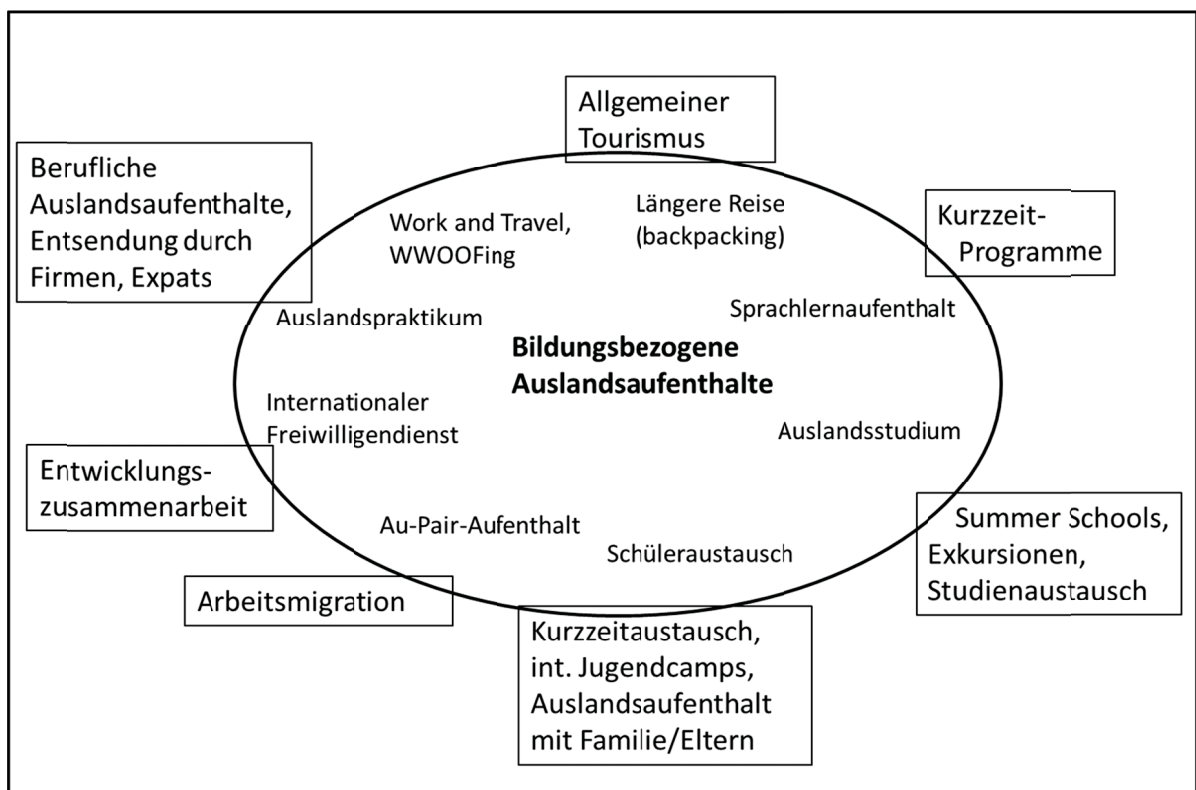 Allgemeiner
Tourismus
Berufliche
Auslandsaufenthalte,
Entsendung durch
Firmen, Expats
Work and Travel,
WWOOFing
Längere Reise
(backpacking)
Kurzzeit-
Programme
Auslandspraktikum
Sprachlernaufenthalt
Bildungsbezogene
Auslandsaufenthalte
Internationaler
Freiwilligendienst
Auslandsstudium
Entwicklungs-
zusammenarbeit
Au-Pair-Aufenthalt
Schüleraustausch
Summer Schools,
Exkursionen,
Studienaustausch
Arbeitsmigration
Kurzzeitaustausch,
int. Jugendcamps,
Auslandsaufenthalt
mit Familie/Eltern